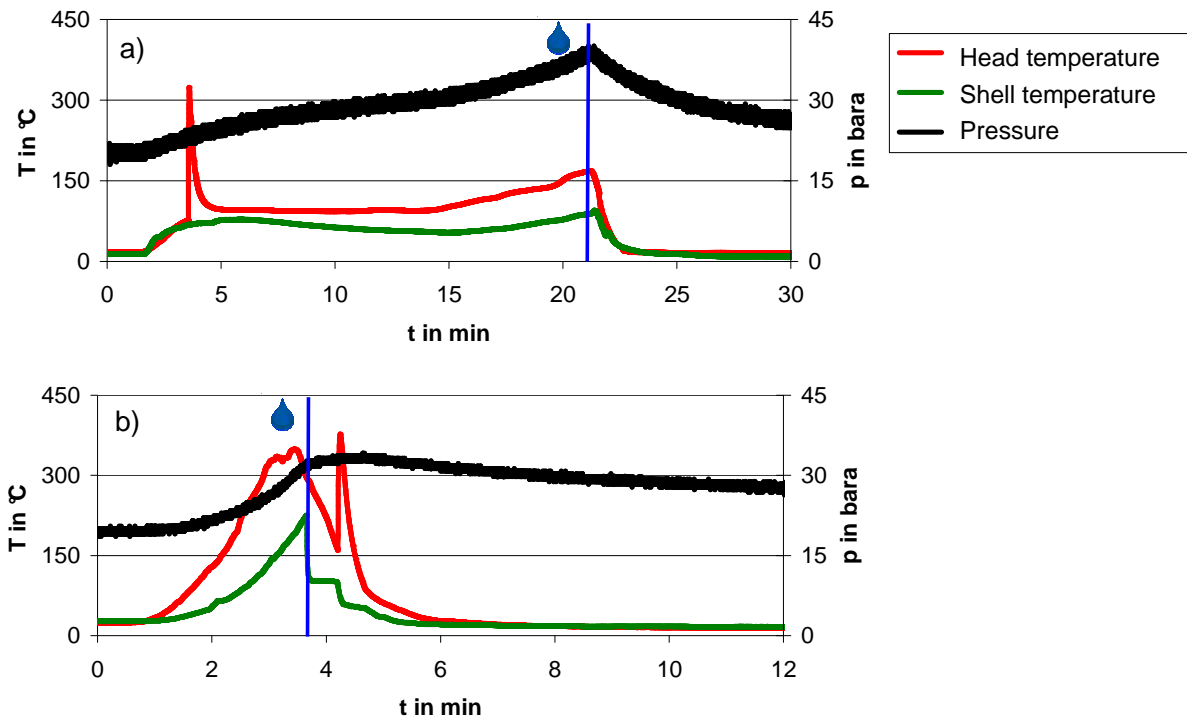 a)
450
300
150
0
T in °C
45
30
15
0
p in bara
0 5 10 15 20 25 30
t in min
Head temperature
Shell temperature
Pressure
b)
450
300
150
0
T in °C
45
30
15
0
p in bara
0 2 4 6 8 10 12
t in min